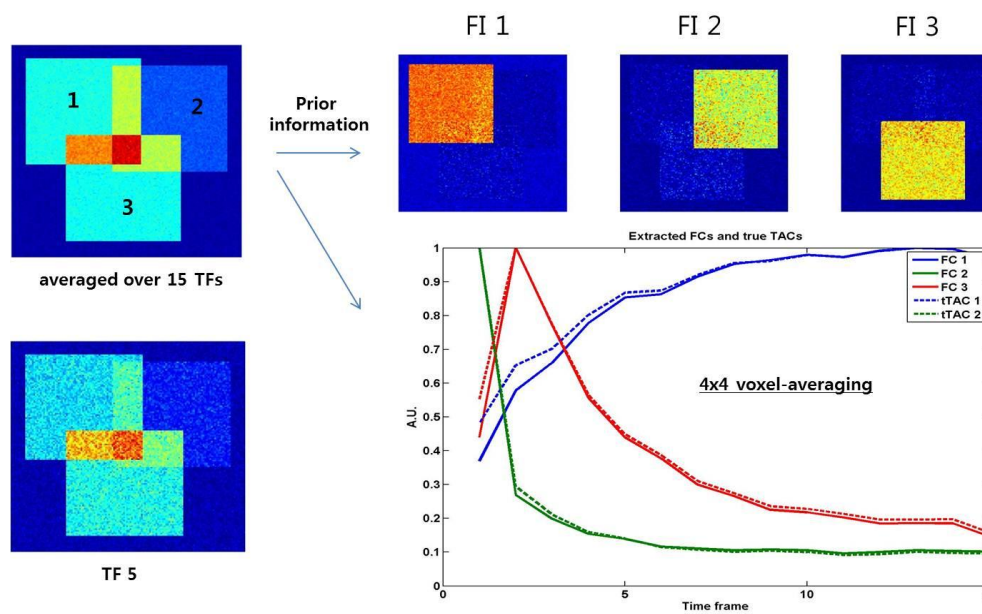 FI 1
FI 2
FI 3
1
2
3
Prior
information
averaged over 15 TFs
TF 5
Extracted FCs and true TACs
FC 1
FC 2
FC 3
tTAC 1
tTAC 2
4x4 voxel-averaging
A.U.
1
0.9
0.8
0.7
0.6
0.5
0.4
0.3
0.2
0.1
0
0
5
10
Time frame